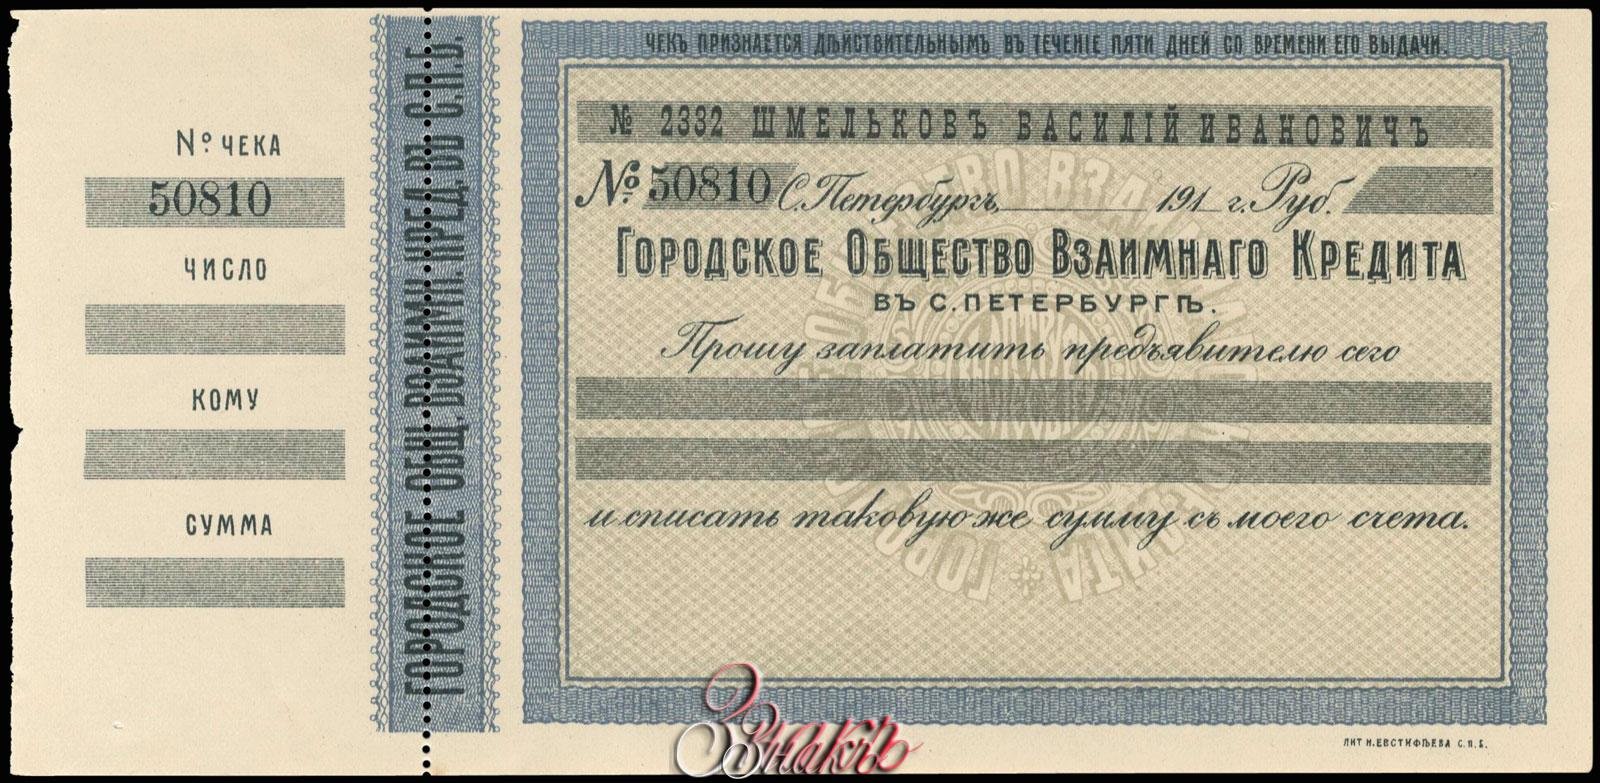 № ЧЕКА
50810
ЧИСЛО
КОМУ
СУММА
ГОРОДСКОЕ ОБЩ. ВЗАИМН. КРЕД. ВЪ С.П.Б.
ЧЕКЪ ПРИЗНАЕТСЯ ДѢЙСТВИТЕЛЬНЫМЪ ВЪ ТЕЧЕНІЕ ПЯТИ ДНЕЙ СО ВРЕМЕНИ ЕГО ВЫДАЧИ.
№ 2332 ШМЕЛЬКОВЪ ВАСИЛІЙ ИВАНОВИЧЪ
№ 50810 С. Петербургъ, 191 г. Руб.
ГОРОДСКОЕ ОБЩЕСТВО ВЗАИМНАГО КРЕДИТА
ВЪ С. ПЕТЕРБУРГѢ.
Прошу заплатить предъявителю сего
и списать таковую же сумму съ моего счета.
ЛИТ. Н. ЕВСТИФѢЕВА С.П.Б.
Знакъ